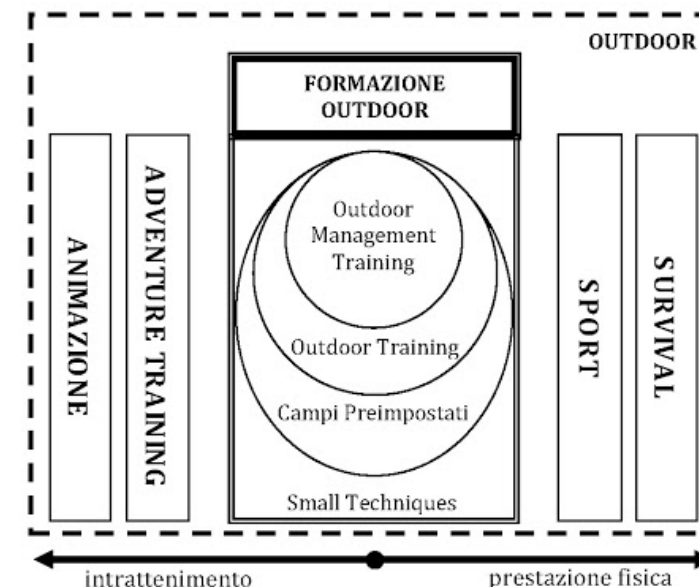 OUTDOOR
FORMAZIONE
OUTDOOR
ANIMAZIONE
ADVENTURE TRAINING
Outdoor
Management
Training
Outdoor Training
Campi Preimpostati
Small Techniques
SPORT
SURVIVAL
intrattenimento
prestazione fisica